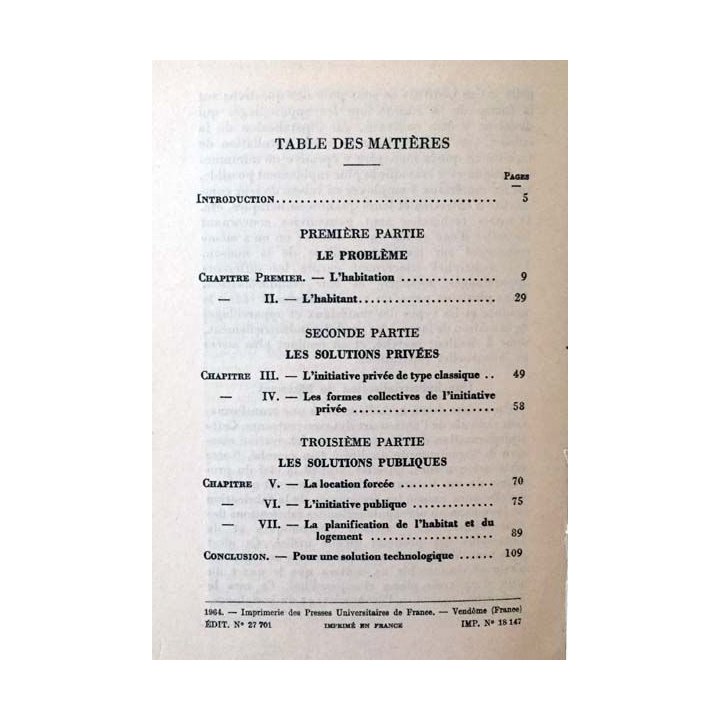 TABLE DES MATIÈRES
PAGES
INTRODUCTION.................................... 5
PREMIÈRE PARTIE
LE PROBLÈME
CHAPITRE PREMIER. — L'habitation ................ 9
— II. — L'habitant....................... 29
SECONDE PARTIE
LES SOLUTIONS PRIVÉES
CHAPITRE III. — L'initiative privée de type classique .. 49
— IV. — Les formes collectives de l'initiative
privée ........................ 58
TROISIÈME PARTIE
LES SOLUTIONS PUBLIQUES
CHAPITRE V. — La location forcée ................ 70
— VI. — L'initiative publique .............. 75
— VII. — La planification de l'habitat et du
logement .................... 89
CONCLUSION. — Pour une solution technologique ...... 109
1964. — Imprimerie des Presses Universitaires de France. — Vendôme (France)
ÉDIT. N° 27 701 IMPRIMÉ EN FRANCE IMP. N° 18 147